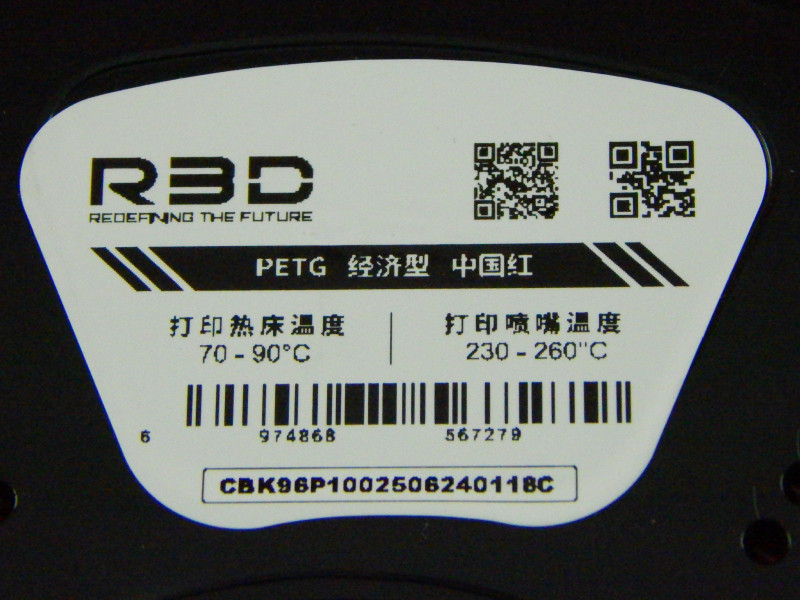 R3D
REDEFINING THE FUTURE
PETG 经济型 中国红
打印热床温度
70 - 90°C
打印喷嘴温度
230 - 260°C
6 974868 567279
CBK96P1002506240118C